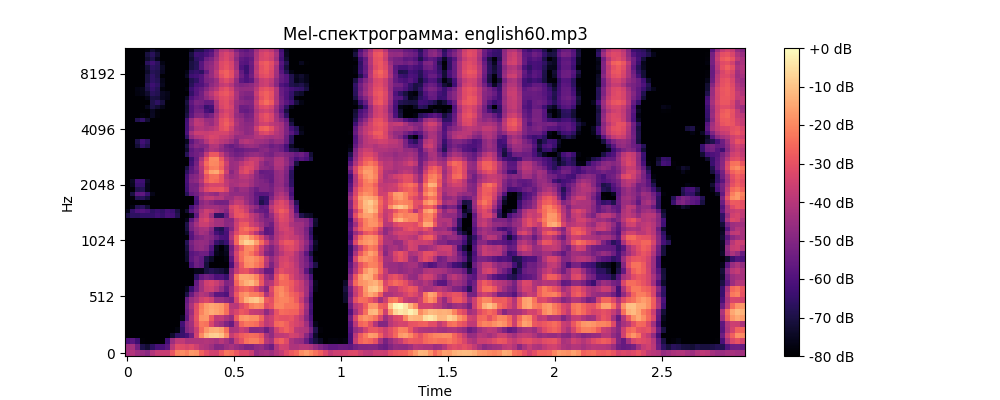 Mel-спектрограмма: english60.mp3
8192
4096
2048
1024
512
0
Hz
0
0.5
1
1.5
2
2.5
Time
+0 dB
-10 dB
-20 dB
-30 dB
-40 dB
-50 dB
-60 dB
-70 dB
-80 dB